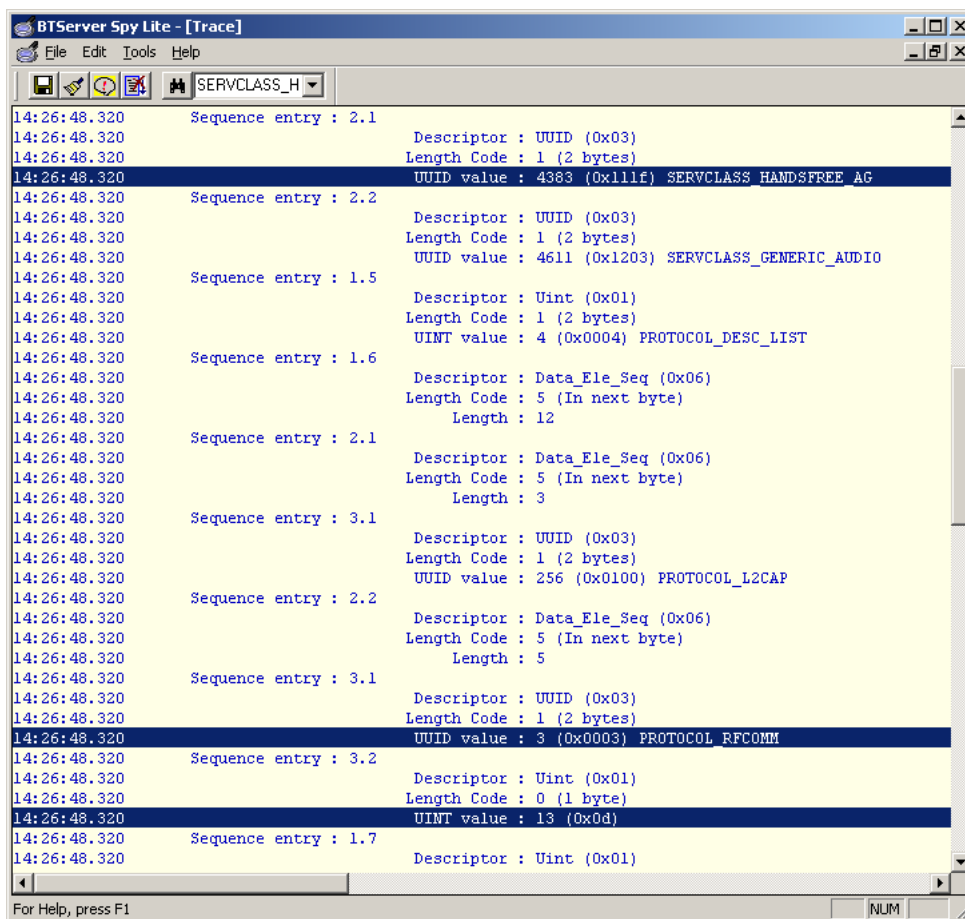 BTServer Spy Lite - [Trace]
File Edit Tools Help
SERVCLASS_H
14:26:48.320 Sequence entry : 2.1
14:26:48.320 Descriptor : UUID (0x03)
14:26:48.320 Length Code : 1 (2 bytes)
14:26:48.320 UUID value : 4383 (0x111f) SERVCLASS_HANDSFREE_AG
14:26:48.320 Sequence entry : 2.2
14:26:48.320 Descriptor : UUID (0x03)
14:26:48.320 Length Code : 1 (2 bytes)
14:26:48.320 UUID value : 4611 (0x1203) SERVCLASS_GENERIC_AUDIO
14:26:48.320 Sequence entry : 1.5
14:26:48.320 Descriptor : Uint (0x01)
14:26:48.320 Length Code : 1 (2 bytes)
14:26:48.320 UINT value : 4 (0x0004) PROTOCOL_DESC_LIST
14:26:48.320 Sequence entry : 1.6
14:26:48.320 Descriptor : Data_Ele_Seq (0x06)
14:26:48.320 Length Code : 5 (In next byte)
14:26:48.320 Length : 12
14:26:48.320 Sequence entry : 2.1
14:26:48.320 Descriptor : Data_Ele_Seq (0x06)
14:26:48.320 Length Code : 5 (In next byte)
14:26:48.320 Length : 3
14:26:48.320 Sequence entry : 3.1
14:26:48.320 Descriptor : UUID (0x03)
14:26:48.320 Length Code : 1 (2 bytes)
14:26:48.320 UUID value : 256 (0x0100) PROTOCOL_L2CAP
14:26:48.320 Sequence entry : 2.2
14:26:48.320 Descriptor : Data_Ele_Seq (0x06)
14:26:48.320 Length Code : 5 (In next byte)
14:26:48.320 Length : 5
14:26:48.320 Sequence entry : 3.1
14:26:48.320 Descriptor : UUID (0x03)
14:26:48.320 Length Code : 1 (2 bytes)
14:26:48.320 UUID value : 3 (0x0003) PROTOCOL_RFCOMM
14:26:48.320 Sequence entry : 3.2
14:26:48.320 Descriptor : Uint (0x01)
14:26:48.320 Length Code : 0 (1 byte)
14:26:48.320 UINT value : 13 (0x0d)
14:26:48.320 Sequence entry : 1.7
14:26:48.320 Descriptor : Uint (0x01)
For Help, press F1 NUM